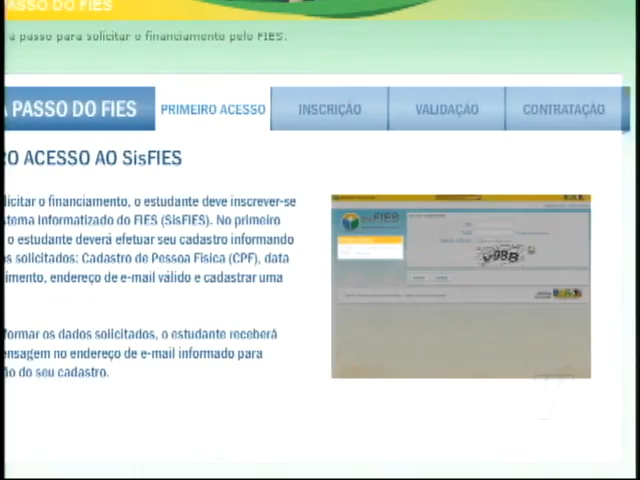 ASSO DO FIES
a passo para solicitar o financiamento pelo FIES.
PASSO DO FIES
PRIMEIRO ACESSO
INSCRIÇÃO
VALIDAÇÃO
CONTRATAÇÃO
RO ACESSO AO SisFIES
licitar o financiamento, o estudante deve inscrever-se
stema Informatizado do FIES (SisFIES). No primeiro
o estudante deverá efetuar seu cadastro informando
s solicitados: Cadastro de Pessoa Física (CPF), data
imento, endereço de e-mail válido e cadastrar uma
formar os dados solicitados, o estudante receberá
ensagem no endereço de e-mail informado para
ão do seu cadastro.
SisFIES